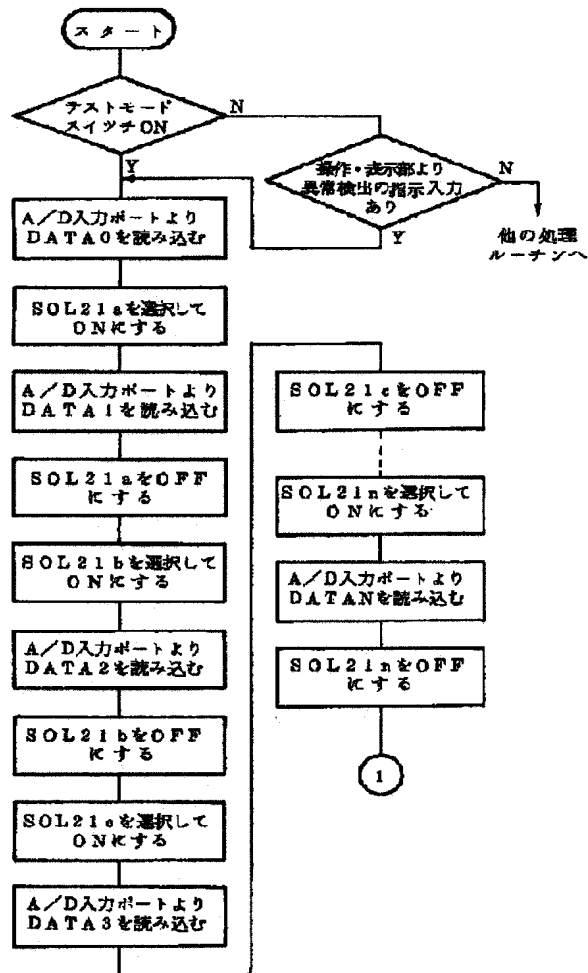 スタート
テストモード
スイッチON
N
Y
操作・表示部より
異常検出の指示入力
あり
N
Y
他の処理
ルーチンへ
A/D入力ポートより
DATA0を読み込む
SOL21aを選択して
ONにする
A/D入力ポートより
DATA1を読み込む
SOL21aをOFF
にする
SOL21bを選択して
ONにする
A/D入力ポートより
DATA2を読み込む
SOL21bをOFF
にする
SOL21cを選択して
ONにする
A/D入力ポートより
DATA3を読み込む
SOL21cをOFF
にする
SOL21nを選択して
ONにする
A/D入力ポートより
DATANを読み込む
SOL21nをOFF
にする
1